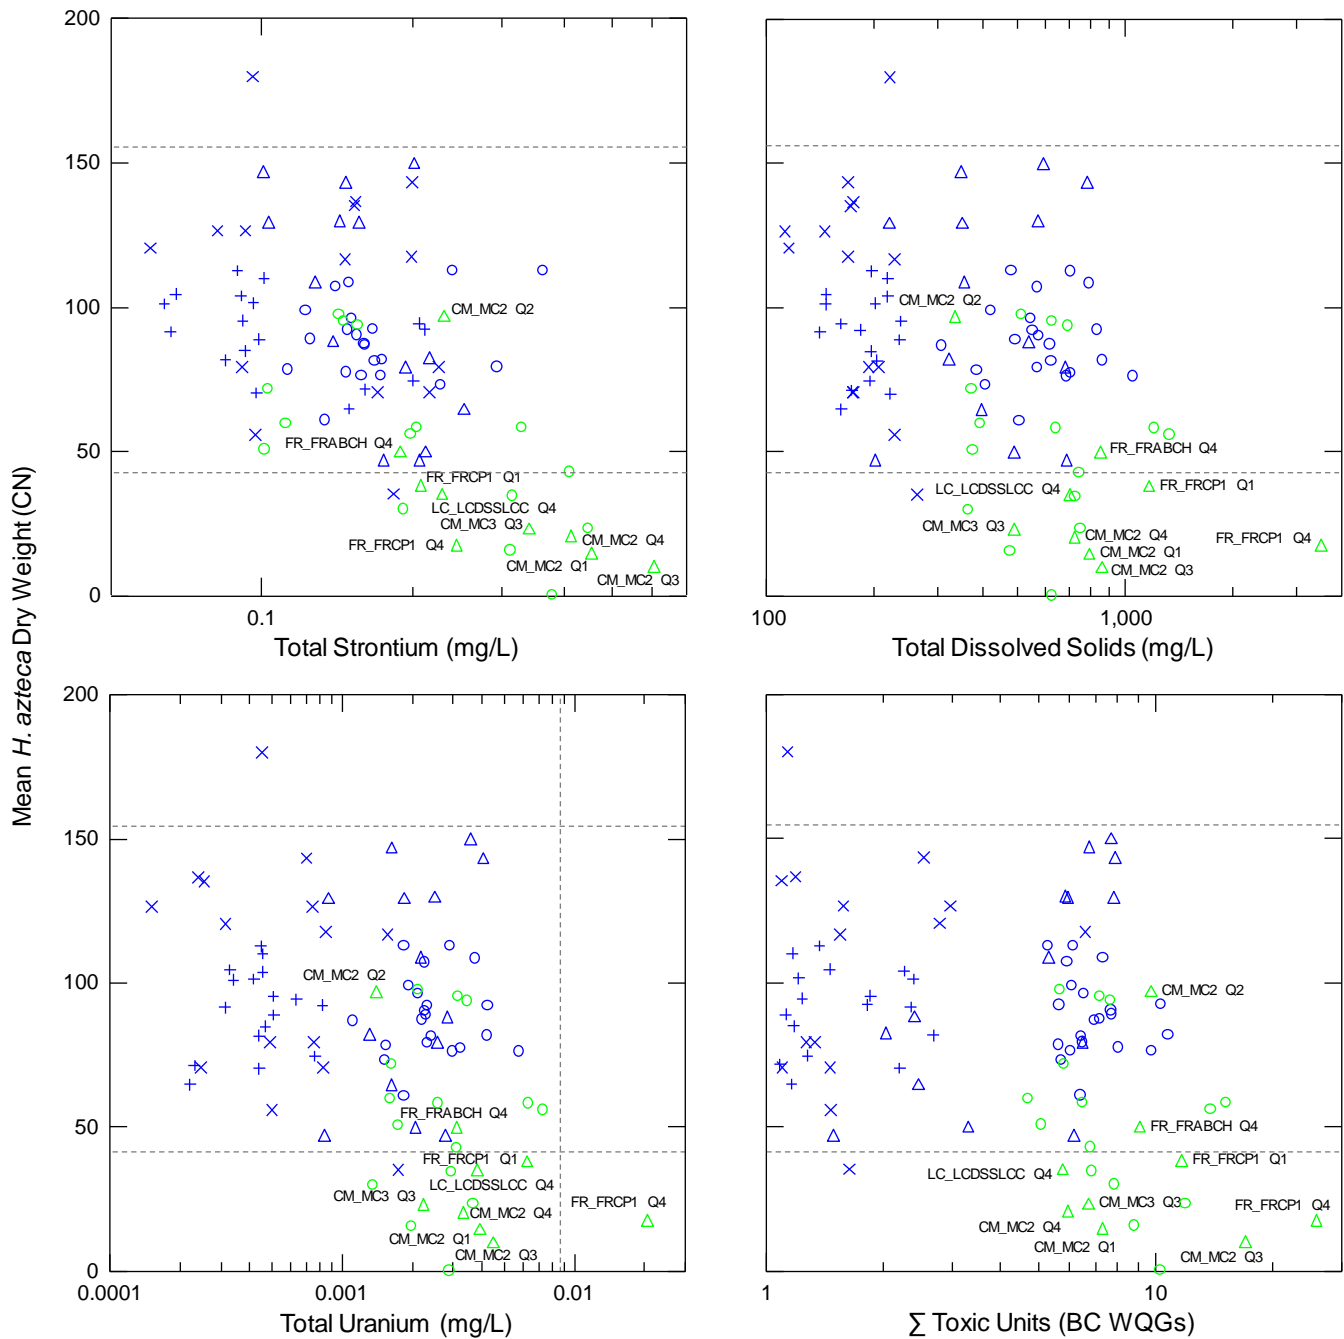 Mean H. azteca Dry Weight (CN)
200
150
100
50
0
CM_MC2 Q2
FR_FRABCH Q4
FR_FRCP1 Q1
LC_LCDSSLCC Q4
CM_MC3 Q3
FR_FRCP1 Q4
CM_MC2 Q4
CM_MC2 Q1
CM_MC2 Q3
0.1
Total Strontium (mg/L)
CM_MC2 Q2
FR_FRABCH Q4
LC_LCDSSLCC Q4
FR_FRCP1 Q1
CM_MC3 Q3
CM_MC2 Q4
FR_FRCP1 Q4
CM_MC2 Q1
CM_MC2 Q3
100
1,000
Total Dissolved Solids (mg/L)
200
150
100
50
0
CM_MC2 Q2
FR_FRABCH Q4
FR_FRCP1 Q1
LC_LCDSSLCC Q4
CM_MC3 Q3
FR_FRCP1 Q4
CM_MC2 Q4
CM_MC2 Q1
CM_MC2 Q3
0.0001
0.001
0.01
Total Uranium (mg/L)
CM_MC2 Q2
FR_FRABCH Q4
FR_FRCP1 Q1
LC_LCDSSLCC Q4
CM_MC3 Q3
FR_FRCP1 Q4
CM_MC2 Q4
CM_MC2 Q1
CM_MC2 Q3
1
10
∑ Toxic Units (BC WQGs)